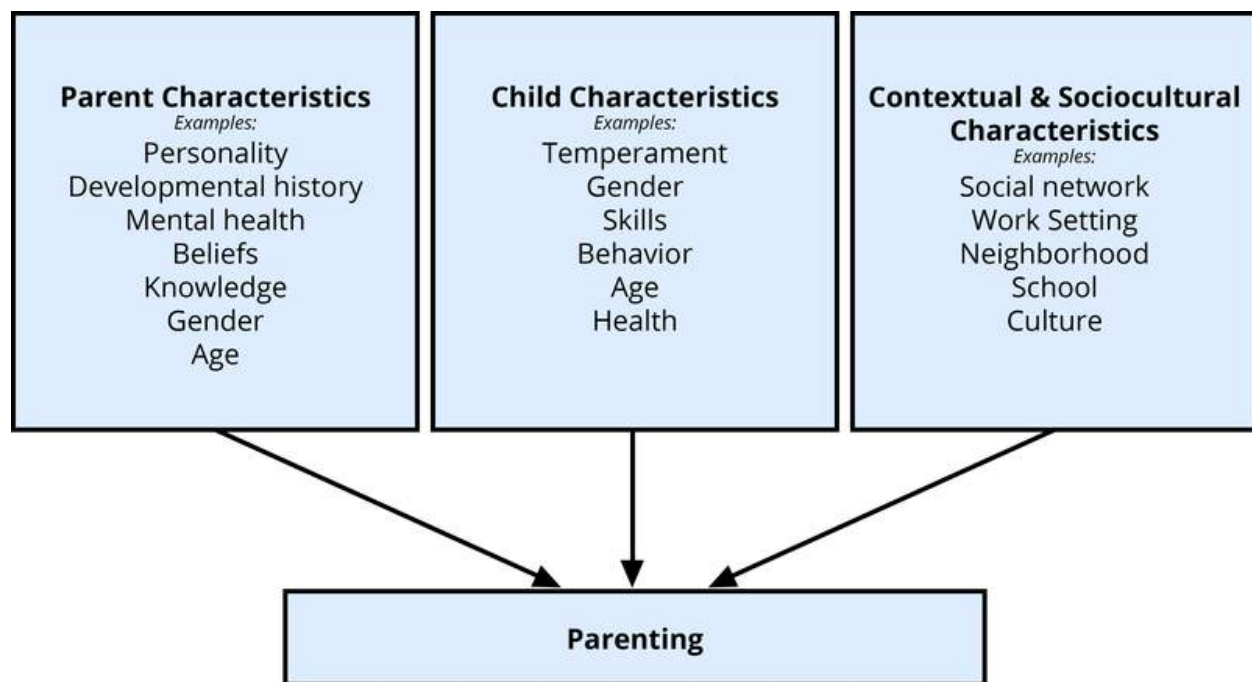 Parent Characteristics
Examples:
Personality
Developmental history
Mental health
Beliefs
Knowledge
Gender
Age
Child Characteristics
Examples:
Temperament
Gender
Skills
Behavior
Age
Health
Contextual & Sociocultural
Characteristics
Examples:
Social network
Work Setting
Neighborhood
School
Culture
Parenting